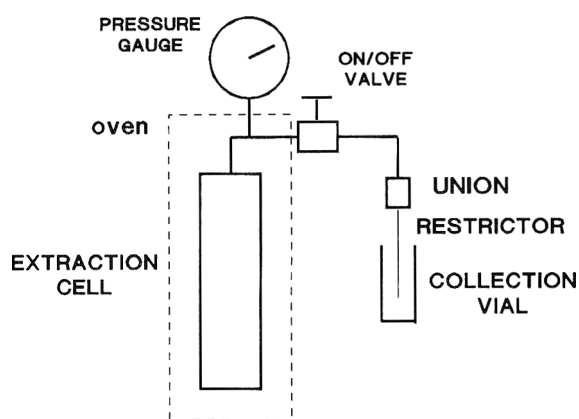 PRESSURE
GAUGE
ON/OFF
VALVE
oven
UNION
RESTRICTOR
EXTRACTION
CELL
COLLECTION
VIAL